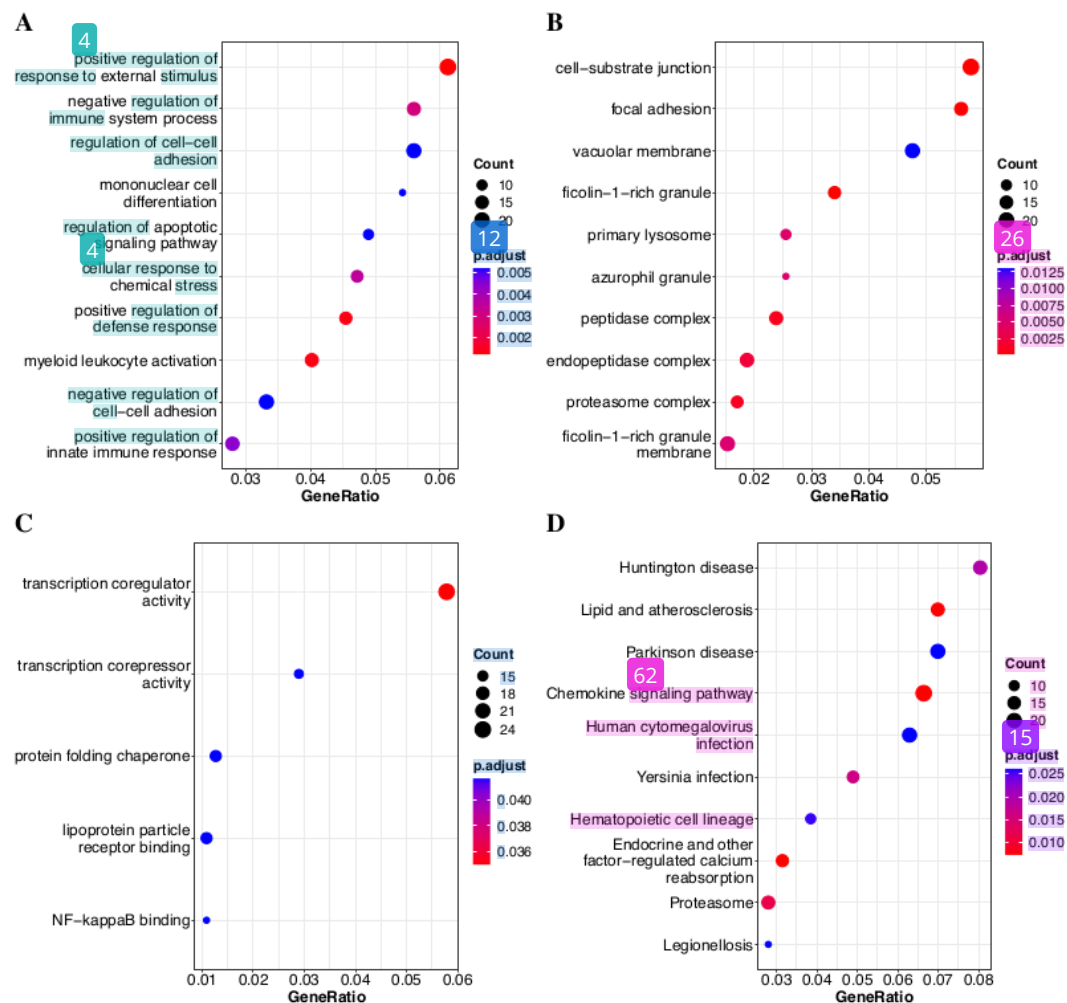 A
4
positive regulation of
response to external stimulus
negative regulation of
immune system process
regulation of cell−cell
adhesion
mononuclear cell
differentiation
regulation of apoptotic
signaling pathway
4
cellular response to
chemical stress
positive regulation of
defense response
myeloid leukocyte activation
negative regulation of
cell−cell adhesion
positive regulation of
innate immune response
0.03 0.04 0.05 0.06
GeneRatio
Count
10
15
20
12
p.adjust
0.005
0.004
0.003
0.002
B
cell−substrate junction
focal adhesion
vacuolar membrane
ficolin−1−rich granule
primary lysosome
azurophil granule
peptidase complex
endopeptidase complex
proteasome complex
ficolin−1−rich granule
membrane
0.02 0.03 0.04 0.05
GeneRatio
Count
10
15
20
26
p.adjust
0.0125
0.0100
0.0075
0.0050
0.0025
C
transcription coregulator
activity
transcription corepressor
activity
protein folding chaperone
lipoprotein particle
receptor binding
NF−kappaB binding
0.01 0.02 0.03 0.04 0.05 0.06
GeneRatio
Count
15
18
21
24
p.adjust
0.040
0.038
0.036
D
Huntington disease
Lipid and atherosclerosis
Parkinson disease
62
Chemokine signaling pathway
Human cytomegalovirus
infection
Yersinia infection
Hematopoietic cell lineage
Endocrine and other
factor−regulated calcium
reabsorption
Proteasome
Legionellosis
0.03 0.04 0.05 0.06 0.07 0.08
GeneRatio
Count
10
15
20
15
p.adjust
0.025
0.020
0.015
0.010